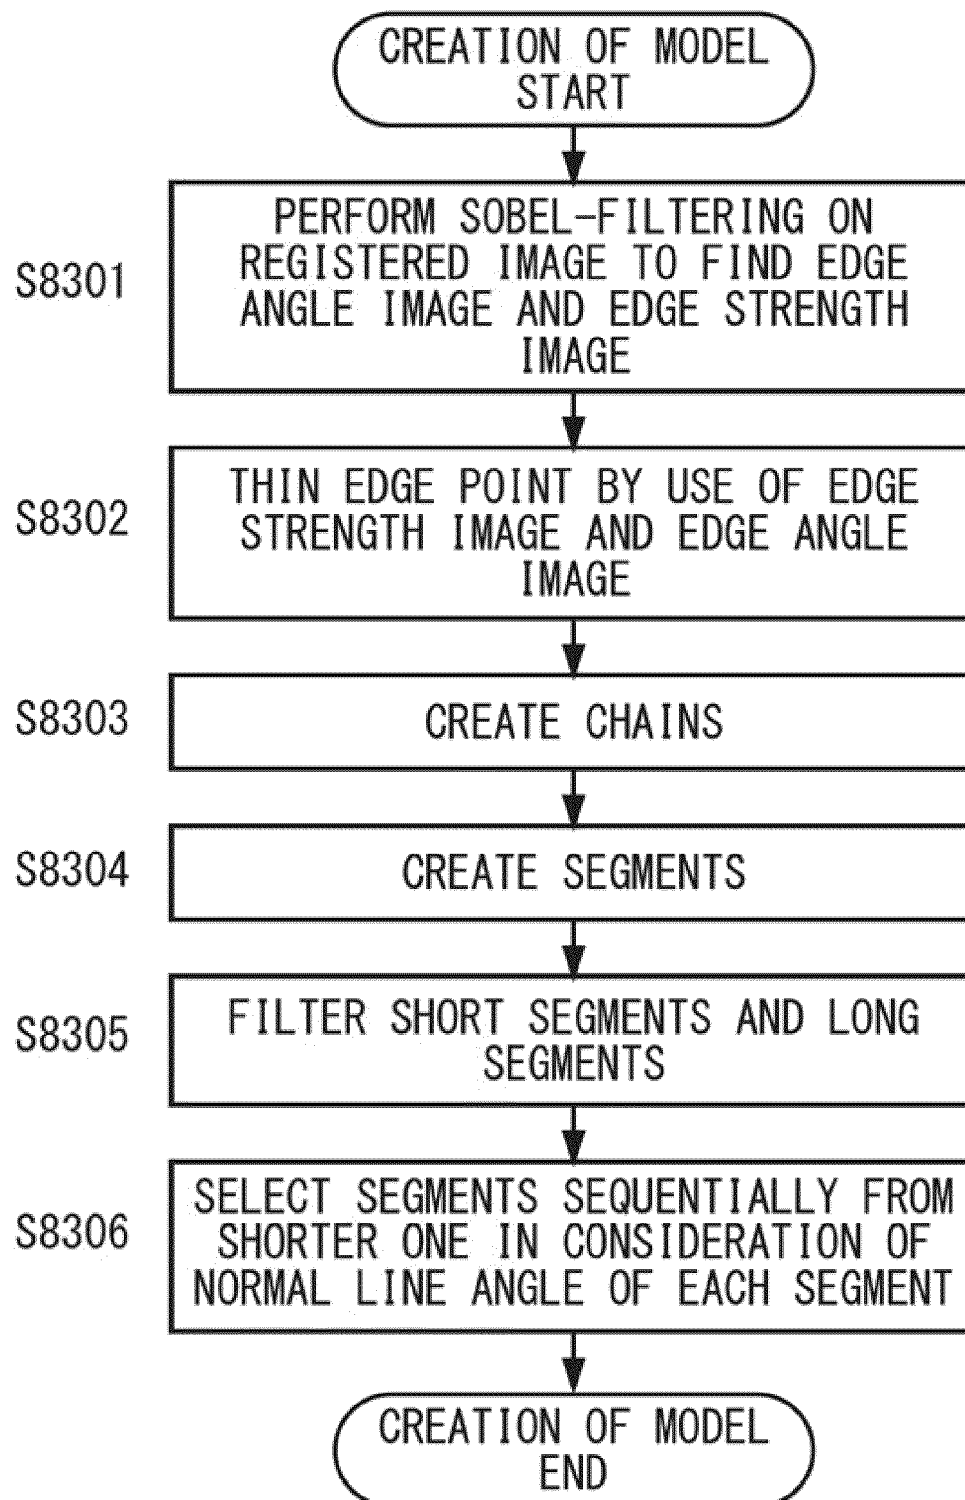 CREATION OF MODEL
START
S8301
PERFORM SOBEL-FILTERING ON
REGISTERED IMAGE TO FIND EDGE
ANGLE IMAGE AND EDGE STRENGTH
IMAGE
S8302
THIN EDGE POINT BY USE OF EDGE
STRENGTH IMAGE AND EDGE ANGLE
IMAGE
S8303
CREATE CHAINS
S8304
CREATE SEGMENTS
S8305
FILTER SHORT SEGMENTS AND LONG
SEGMENTS
S8306
SELECT SEGMENTS SEQUENTIALLY FROM
SHORTER ONE IN CONSIDERATION OF
NORMAL LINE ANGLE OF EACH SEGMENT
CREATION OF MODEL
END